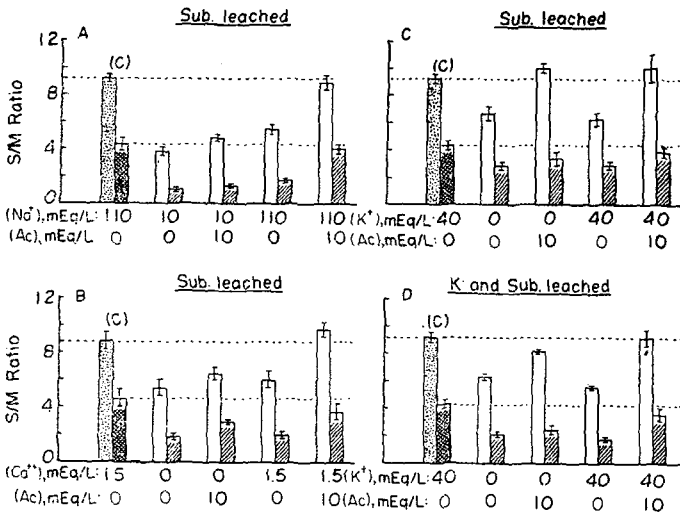 Sub. leached
A
(C)
S/M Ratio
12
8
4
0
(Na⁺), mEq/L: 110 10 10 110 110
(Ac), mEq/L 0 0 10 0 10
Sub. leached
C
(C)
(K⁺), mEq/L: 40 0 0 40 40
(Ac), mEq/L: 0 0 10 0 10
Sub. leached
B
(C)
S/M Ratio
12
8
4
0
(Ca⁺⁺), mEq/L: 1.5 0 0 1.5 1.5
(Ac), mEq/L: 0 0 10 0 10
K⁺ and Sub. leached
D
(C)
(K⁺), mEq/L: 40 0 0 40 40
(Ac), mEq/L: 0 0 10 0 10